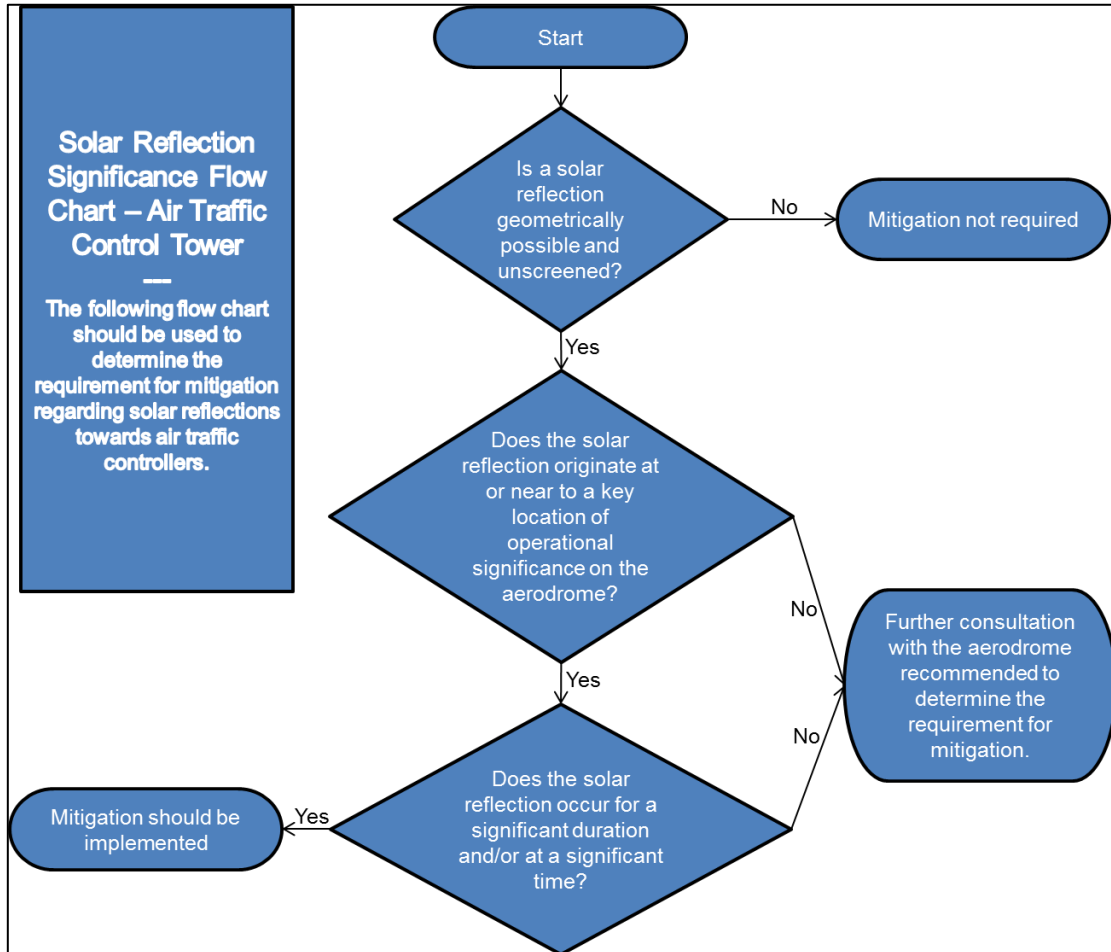 Solar Reflection
Significance Flow
Chart – Air Traffic
Control Tower
---
The following flow chart
should be used to
determine the
requirement for mitigation
regarding solar reflections
towards air traffic
controllers.
Start
Is a solar
reflection
geometrically
possible and
unscreened?
No
Mitigation not required
Yes
Does the solar
reflection originate at
or near to a key
location of
operational
significance on the
aerodrome?
No
Further consultation
with the aerodrome
recommended to
determine the
requirement for
mitigation.
Yes
No
Does the solar
reflection occur for a
significant duration
and/or at a significant
time?
Yes
Mitigation should be
implemented